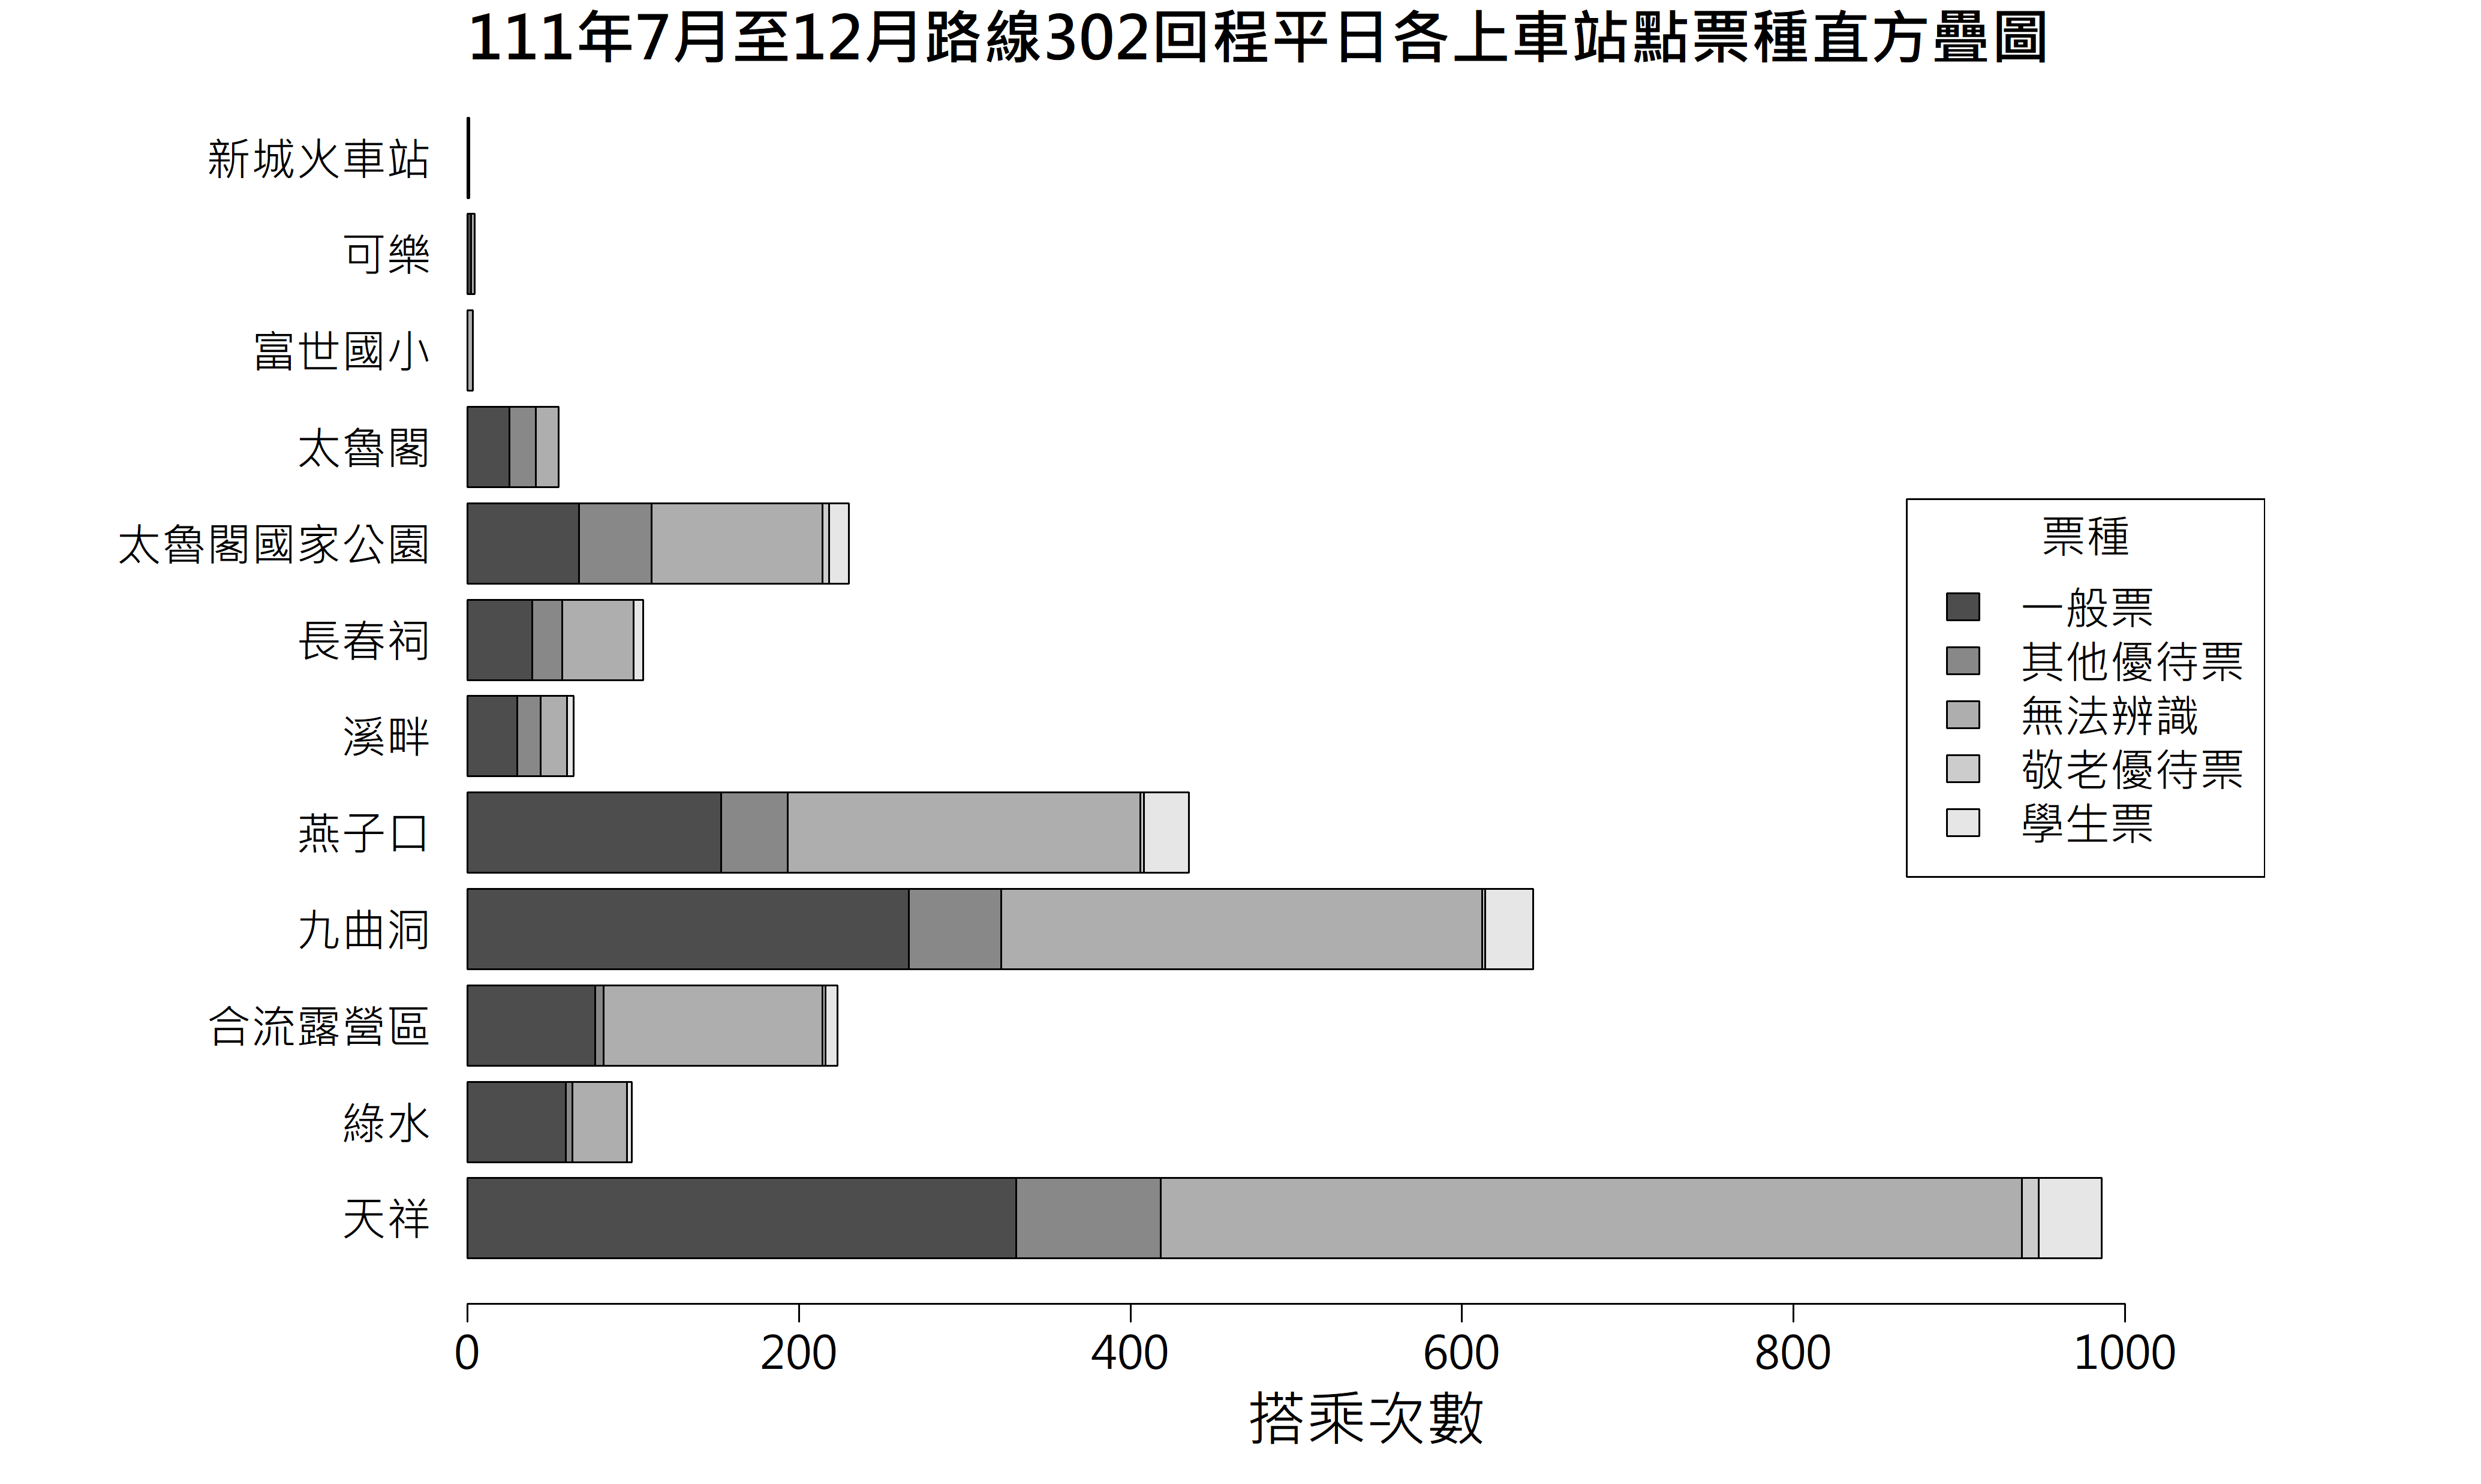 111年7月至12月路線302回程平日各上車站點票種直方疊圖
新城火車站
可樂
富世國小
太魯閣
太魯閣國家公園
長春祠
溪畔
燕子口
九曲洞
合流露營區
綠水
天祥
票種
一般票
其他優待票
無法辨識
敬老優待票
學生票
0 200 400 600 800 1000
搭乘次數